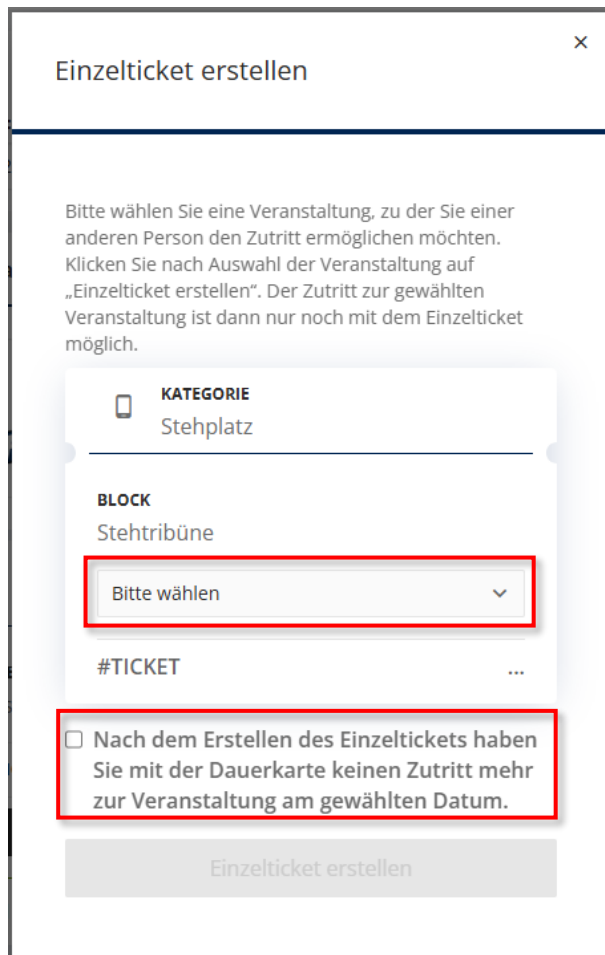 ×
Einzelticket erstellen
Bitte wählen Sie eine Veranstaltung, zu der Sie einer
anderen Person den Zutritt ermöglichen möchten.
Klicken Sie nach Auswahl der Veranstaltung auf
„Einzelticket erstellen“. Der Zutritt zur gewählten
Veranstaltung ist dann nur noch mit dem Einzelticket
möglich.
KATEGORIE
Stehplatz
BLOCK
Stehtribüne
Bitte wählen
#TICKET ...
Nach dem Erstellen des Einzeltickets haben
Sie mit der Dauerkarte keinen Zutritt mehr
zur Veranstaltung am gewählten Datum.
Einzelticket erstellen